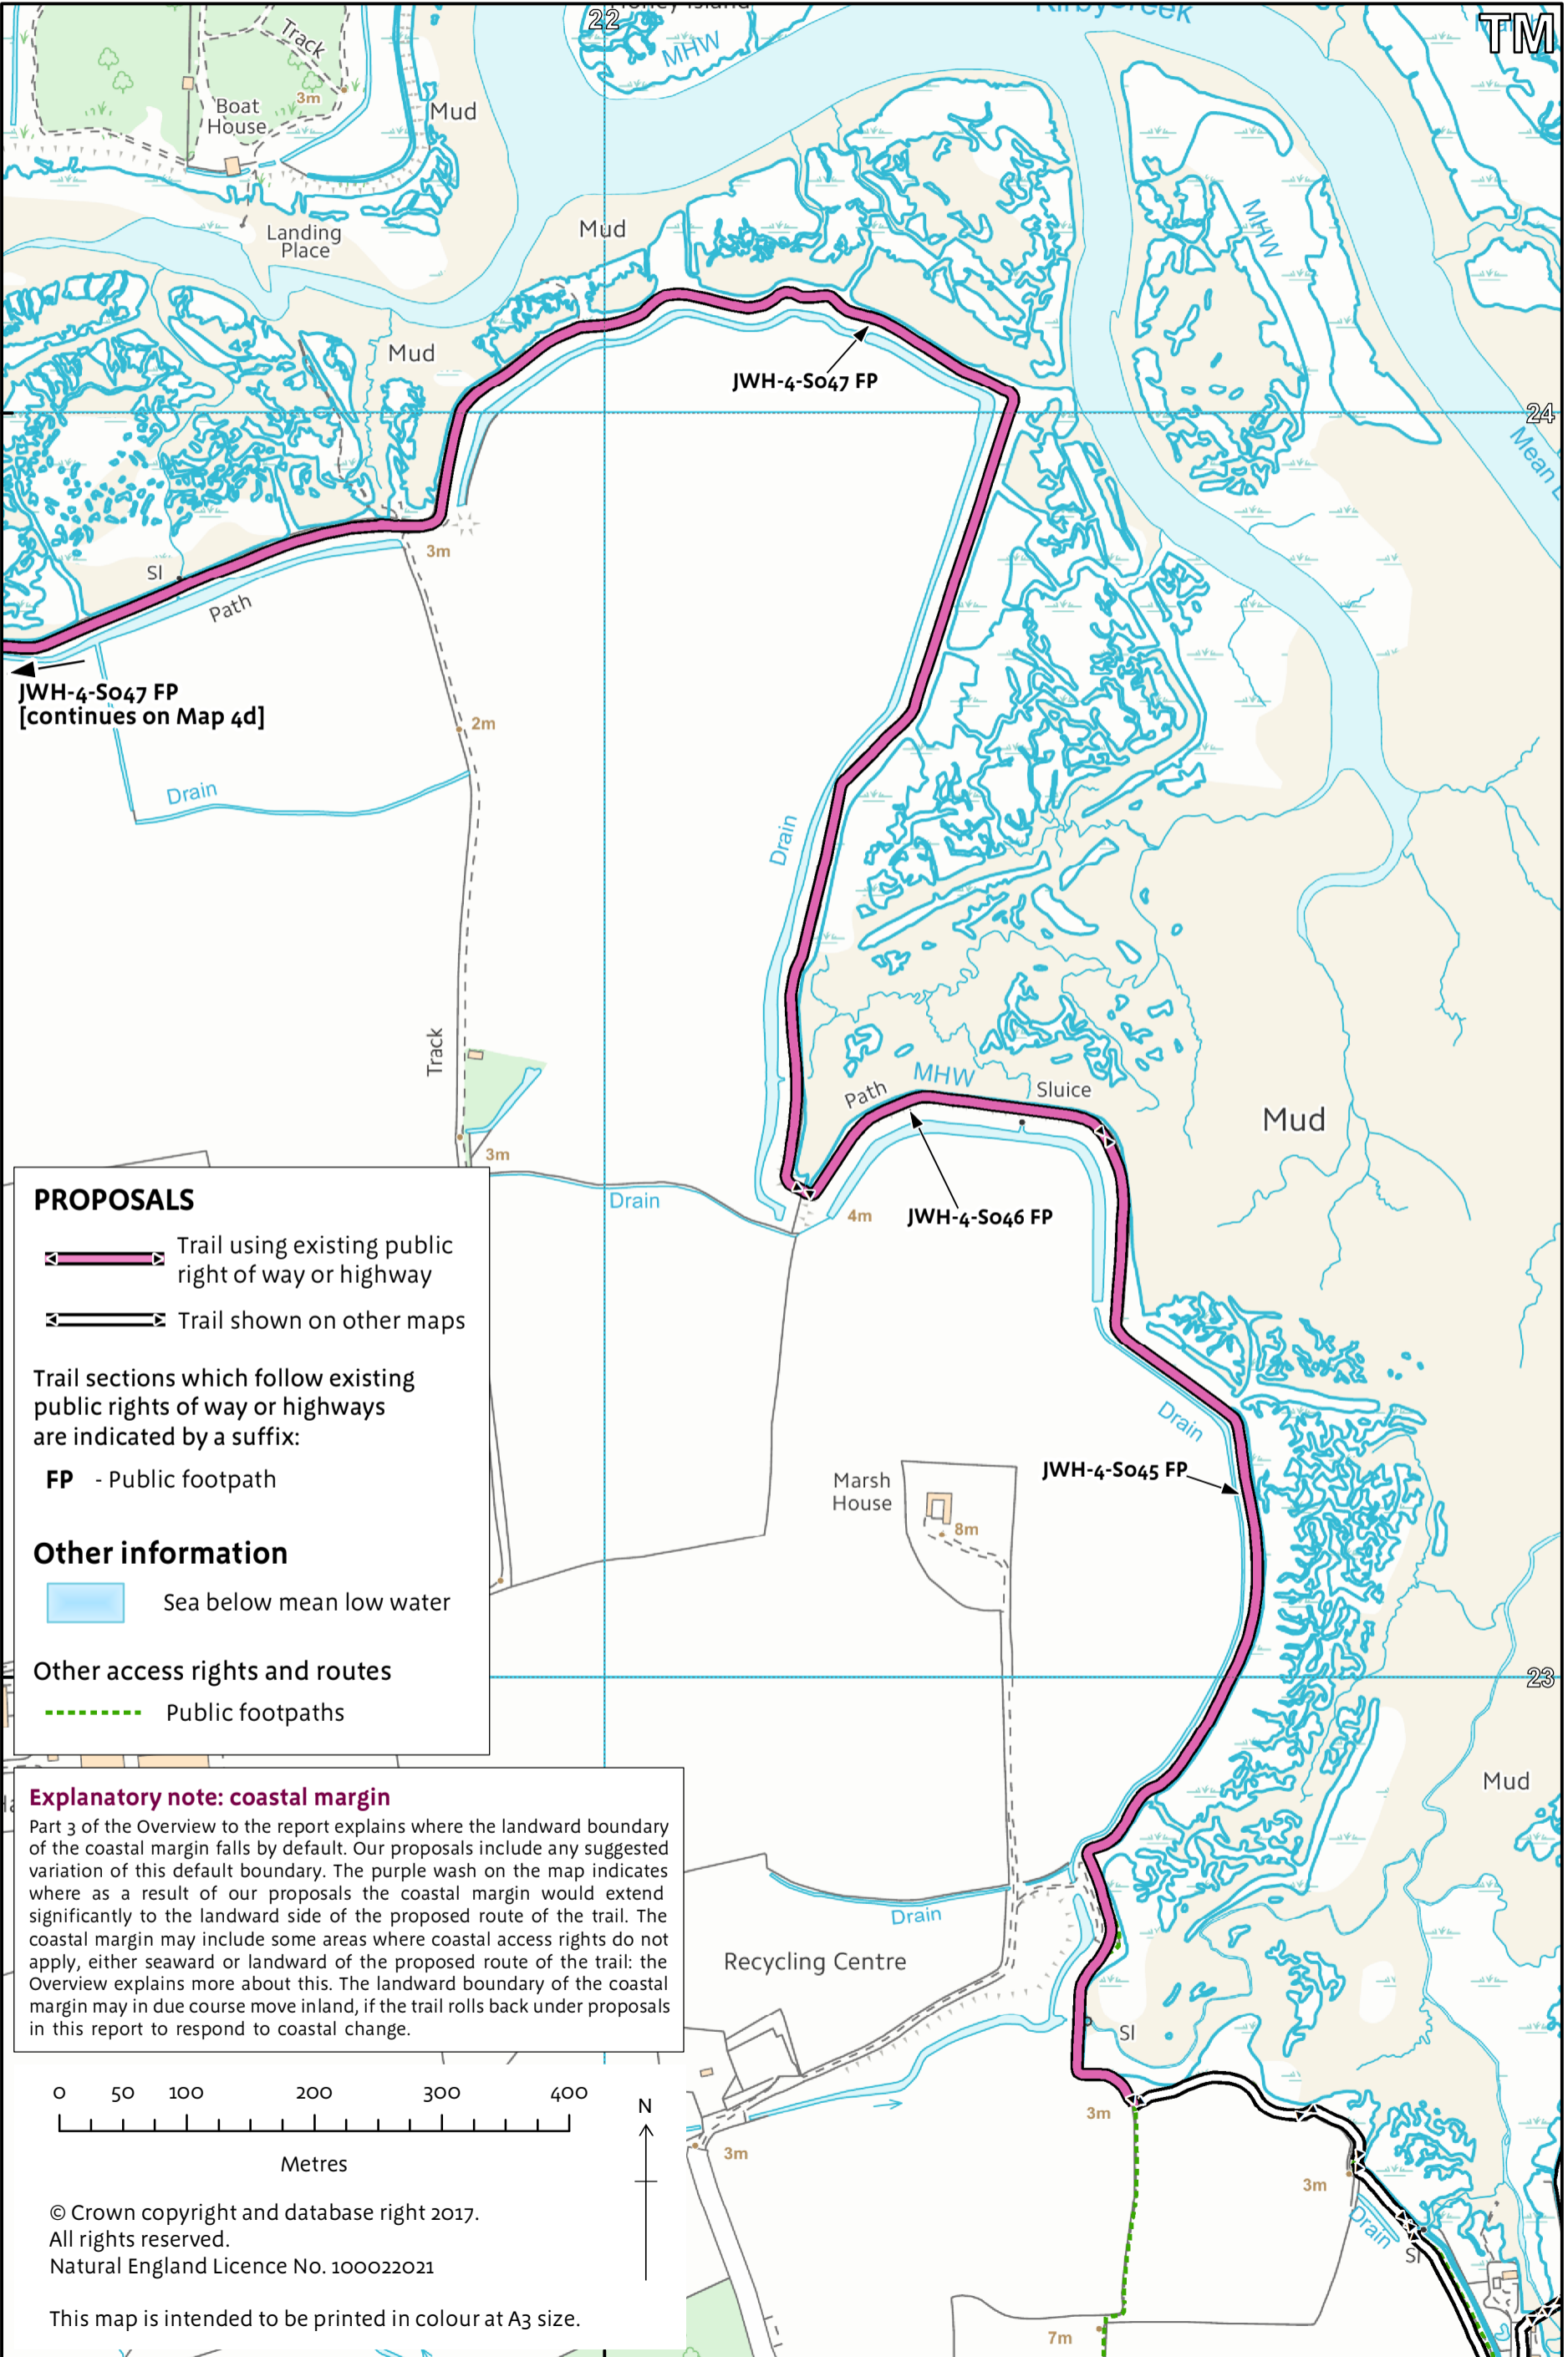 22
KirbyCreek
TM
MHW
Track
3m
Boat
House
Mud
Landing
Place
Mud
MHW
Mud
JWH-4-S047 FP
24
3m
Sl
Path
JWH-4-S047 FP
[continues on Map 4d]
2m
Drain
Drain
Track
Path
MHW
Sluice
Mud
3m
Drain
4m
JWH-4-S046 FP
PROPOSALS
Trail using existing public
right of way or highway
Trail shown on other maps
Trail sections which follow existing
public rights of way or highways
are indicated by a suffix:
FP - Public footpath
Other information
Sea below mean low water
Other access rights and routes
Public footpaths
Drain
JWH-4-S045 FP
Marsh
House
8m
23
Mud
Explanatory note: coastal margin
Part 3 of the Overview to the report explains where the landward boundary
of the coastal margin falls by default. Our proposals include any suggested
variation of this default boundary. The purple wash on the map indicates
where as a result of our proposals the coastal margin would extend
significantly to the landward side of the proposed route of the trail. The
coastal margin may include some areas where coastal access rights do not
apply, either seaward or landward of the proposed route of the trail: the
Overview explains more about this. The landward boundary of the coastal
margin may in due course move inland, if the trail rolls back under proposals
in this report to respond to coastal change.
Drain
Recycling Centre
Sl
3m
3m
3m
Drain
Sl
7m
0 50 100 200 300 400
Metres
N
© Crown copyright and database right 2017.
All rights reserved.
Natural England Licence No. 100022021
This map is intended to be printed in colour at A3 size.
Mean